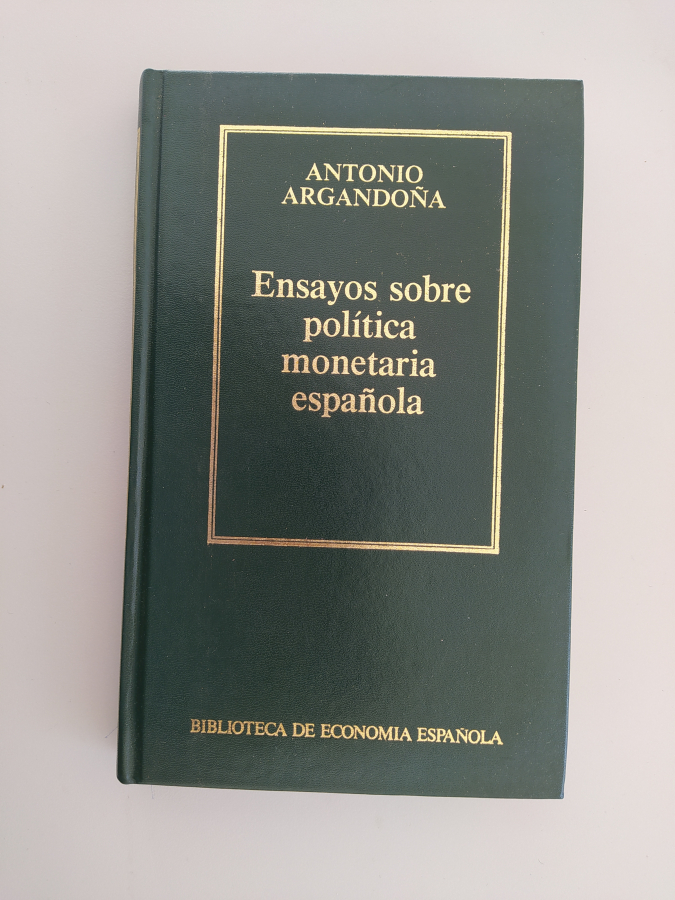 ANTONIO
ARGANDOÑA
Ensayos sobre
política
monetaria
española
BIBLIOTECA DE ECONOMIA ESPAÑOLA